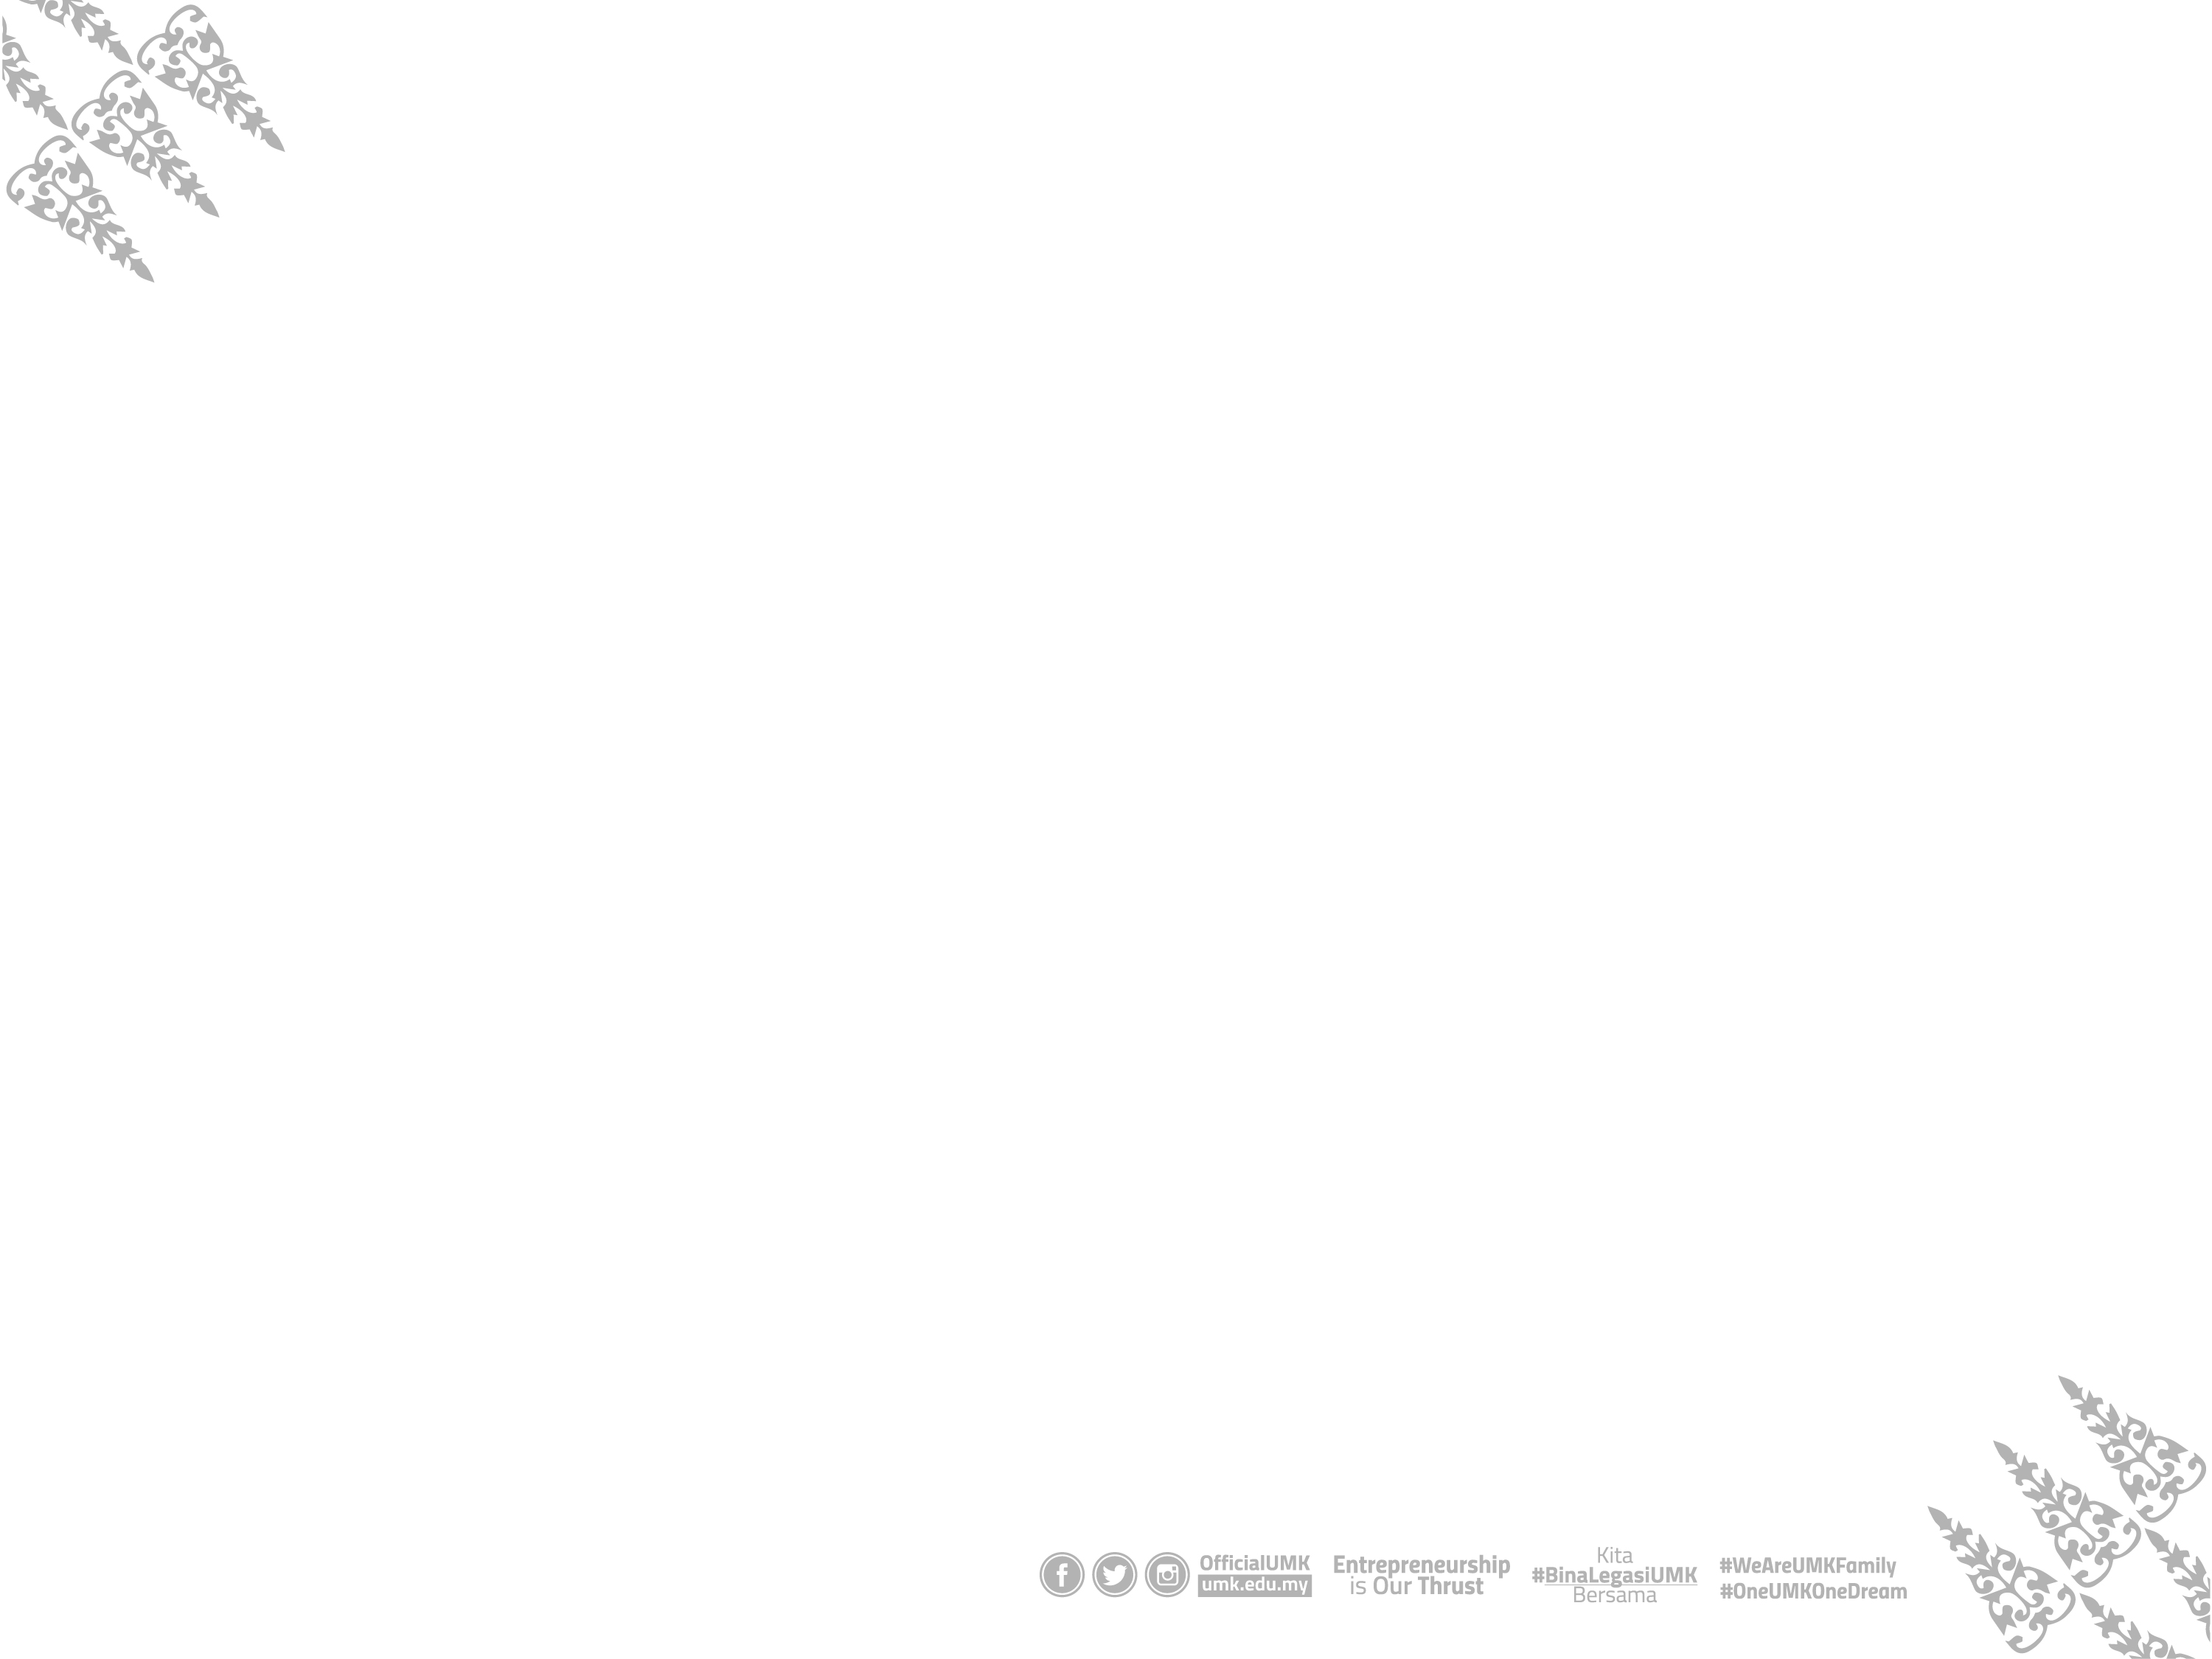 OfficialUMK
umk.edu.my
Entrepreneurship
is Our Thrust
Kita
#BinaLegasiUMK
Bersama
#WeAreUMKFamily
#OneUMKOneDream